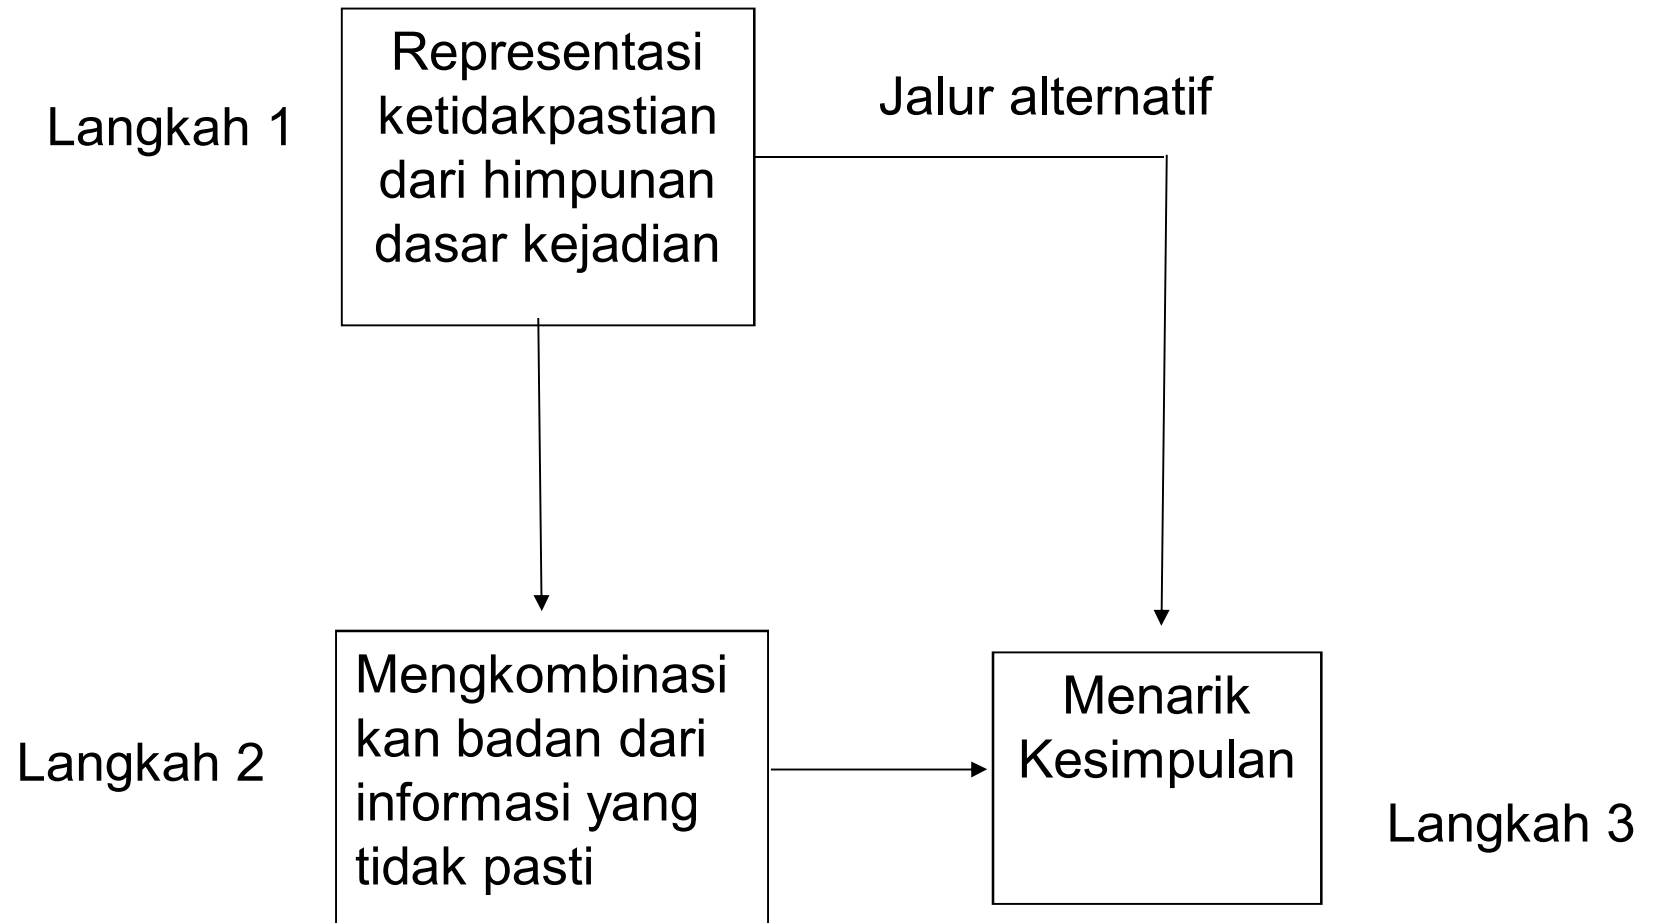 Langkah 1
Representasi
ketidakpastian
dari himpunan
dasar kejadian
Jalur alternatif
Langkah 2
Mengkombinasi
kan badan dari
informasi yang
tidak pasti
Menarik
Kesimpulan
Langkah 3